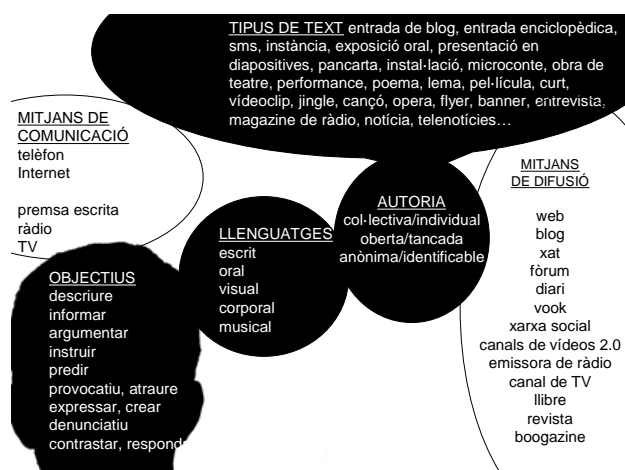 TIPUS DE TEXT entrada de blog, entrada enciclopèdica,
sms, instància, exposició oral, presentació en
diapositives, pancarta, instal·lació, microconte, obra de
teatre, performance, poema, lema, pel·lícula, curt,
vídeoclip, jingle, cançó, opera, flyer, banner, entrevista,
magazine de ràdio, notícia, telenotícies…
MITJANS DE
COMUNICACIÓ
telèfon
Internet
premsa escrita
ràdio
TV
OBJECTIUS
descriure
informar
argumentar
instruir
predir
provocatiu, atraure
expressar, crear
denunciatiu
contrastar, respond
LLENGUATGES
escrit
oral
visual
corporal
musical
AUTORIA
col·lectiva/individual
oberta/tancada
anònima/identificable
MITJANS
DE DIFUSIÓ
web
blog
xat
fòrum
diari
vook
xarxa social
canals de vídeos 2.0
emissora de ràdio
canal de TV
llibre
revista
boogazine